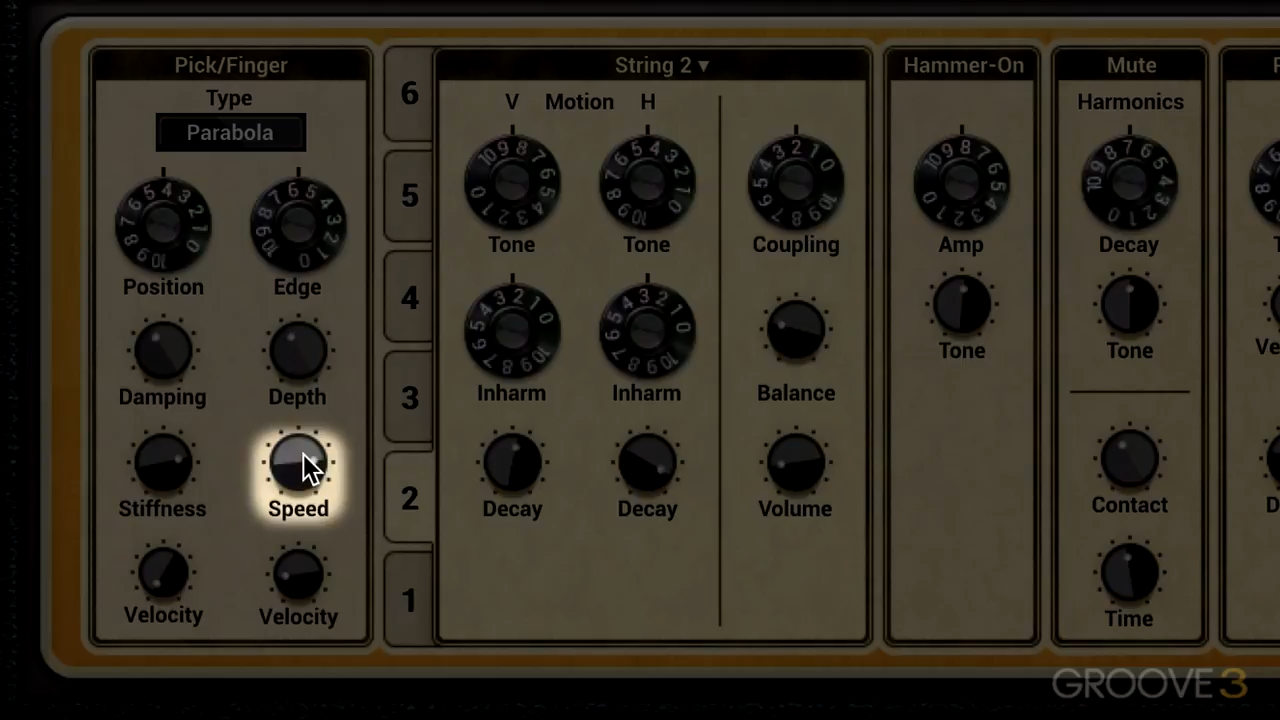 Pick/Finger
Type
Parabola
Position
Edge
Damping
Depth
Stiffness
Speed
Velocity
Velocity
6
5
4
3
2
1
String 2 ▾
V Motion H
Tone
Tone
Coupling
Inharm
Inharm
Balance
Decay
Decay
Volume
Hammer-On
Amp
Tone
Mute
Harmonics
Decay
Tone
Contact
Time
GROOVE 3